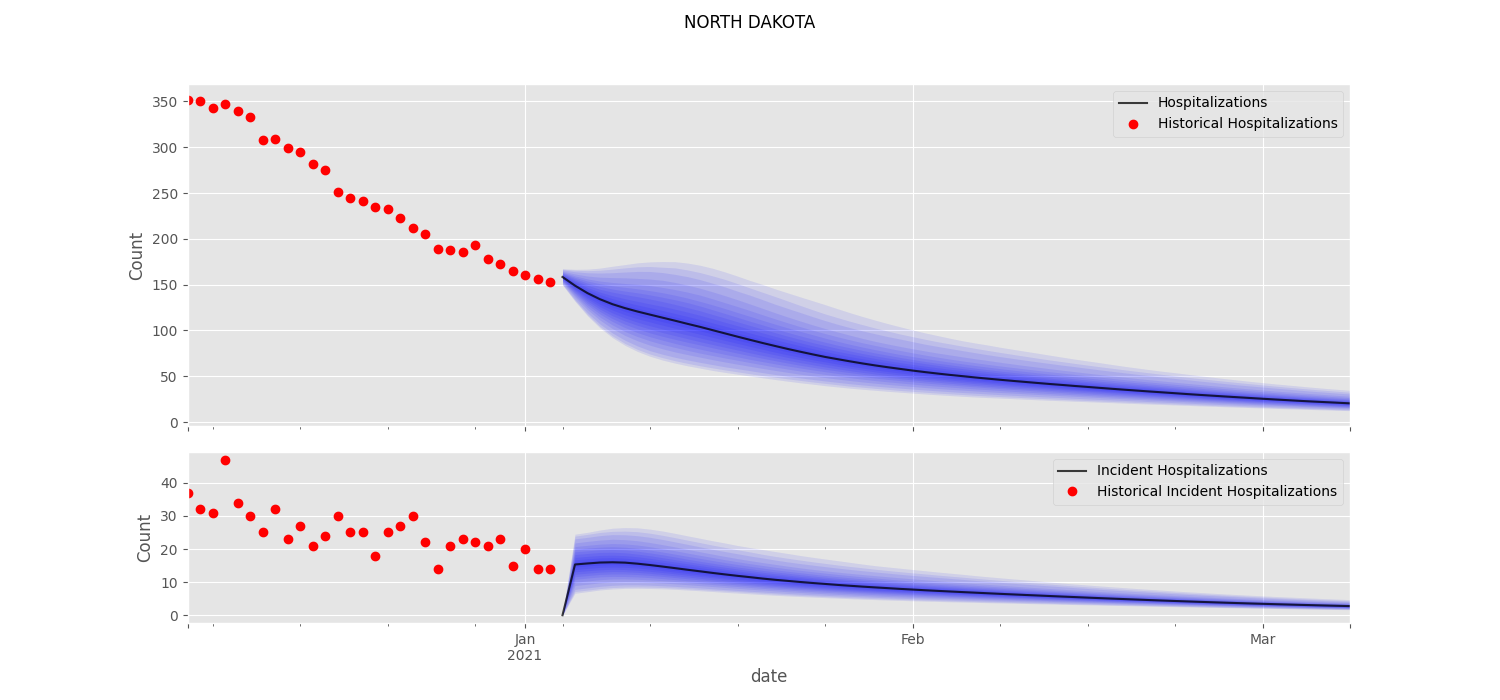 NORTH DAKOTA
350
300
250
200
150
100
50
0
Count
Hospitalizations
Historical Hospitalizations
40
30
20
10
0
Count
Incident Hospitalizations
Historical Incident Hospitalizations
Jan
2021
Feb
Mar
date